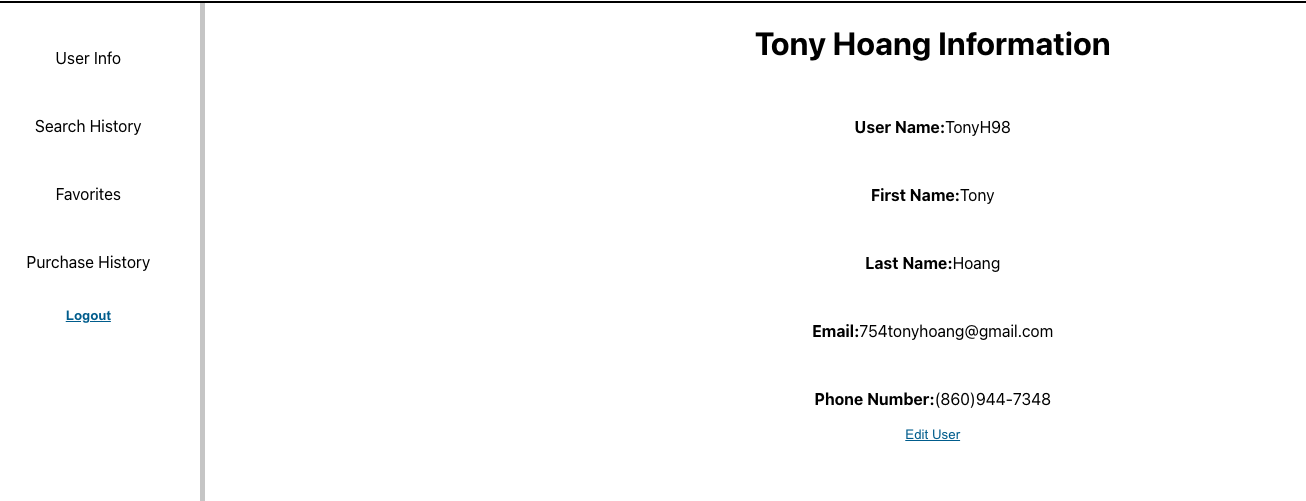 User Info
Search History
Favorites
Purchase History
Logout
Tony Hoang Information
User Name:TonyH98
First Name:Tony
Last Name:Hoang
Email:754tonyhoang@gmail.com
Phone Number:(860)944-7348
Edit User